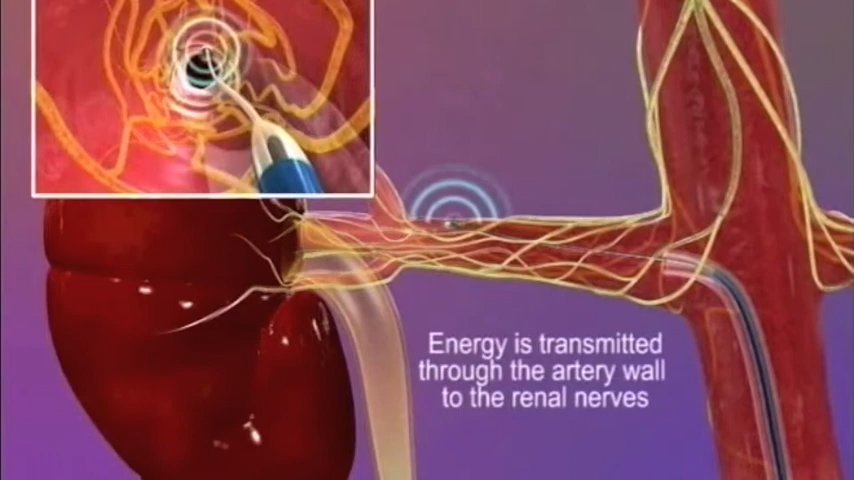 Energy is transmitted
through the artery wall
to the renal nerves